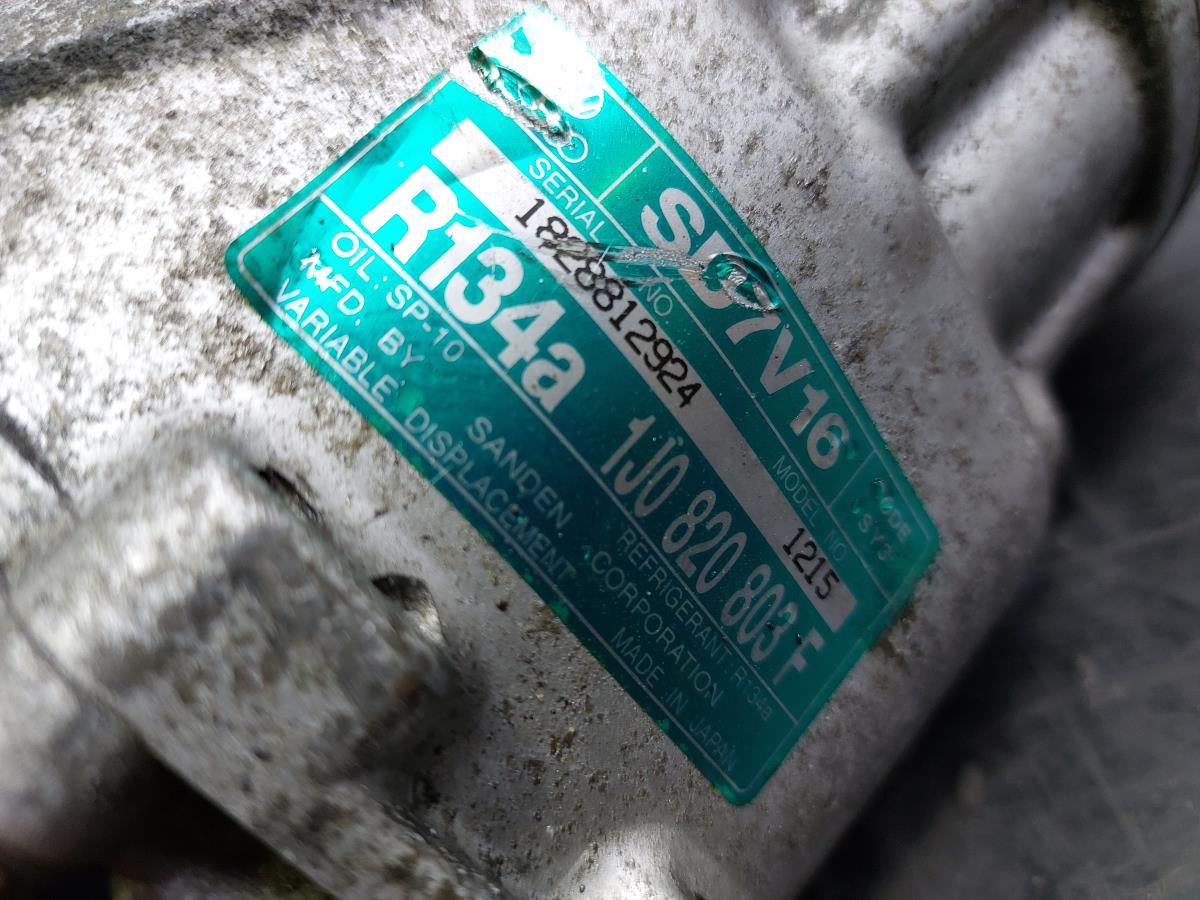 SD7V16
SERIAL NO
MODEL NO
1828812924 1215
R134a 1J0 820 803 F
OIL: SP-10 REFRIGERANT: R134a
MFD. BY SANDEN CORPORATION
VARIABLE DISPLACEMENT MADE IN JAPAN